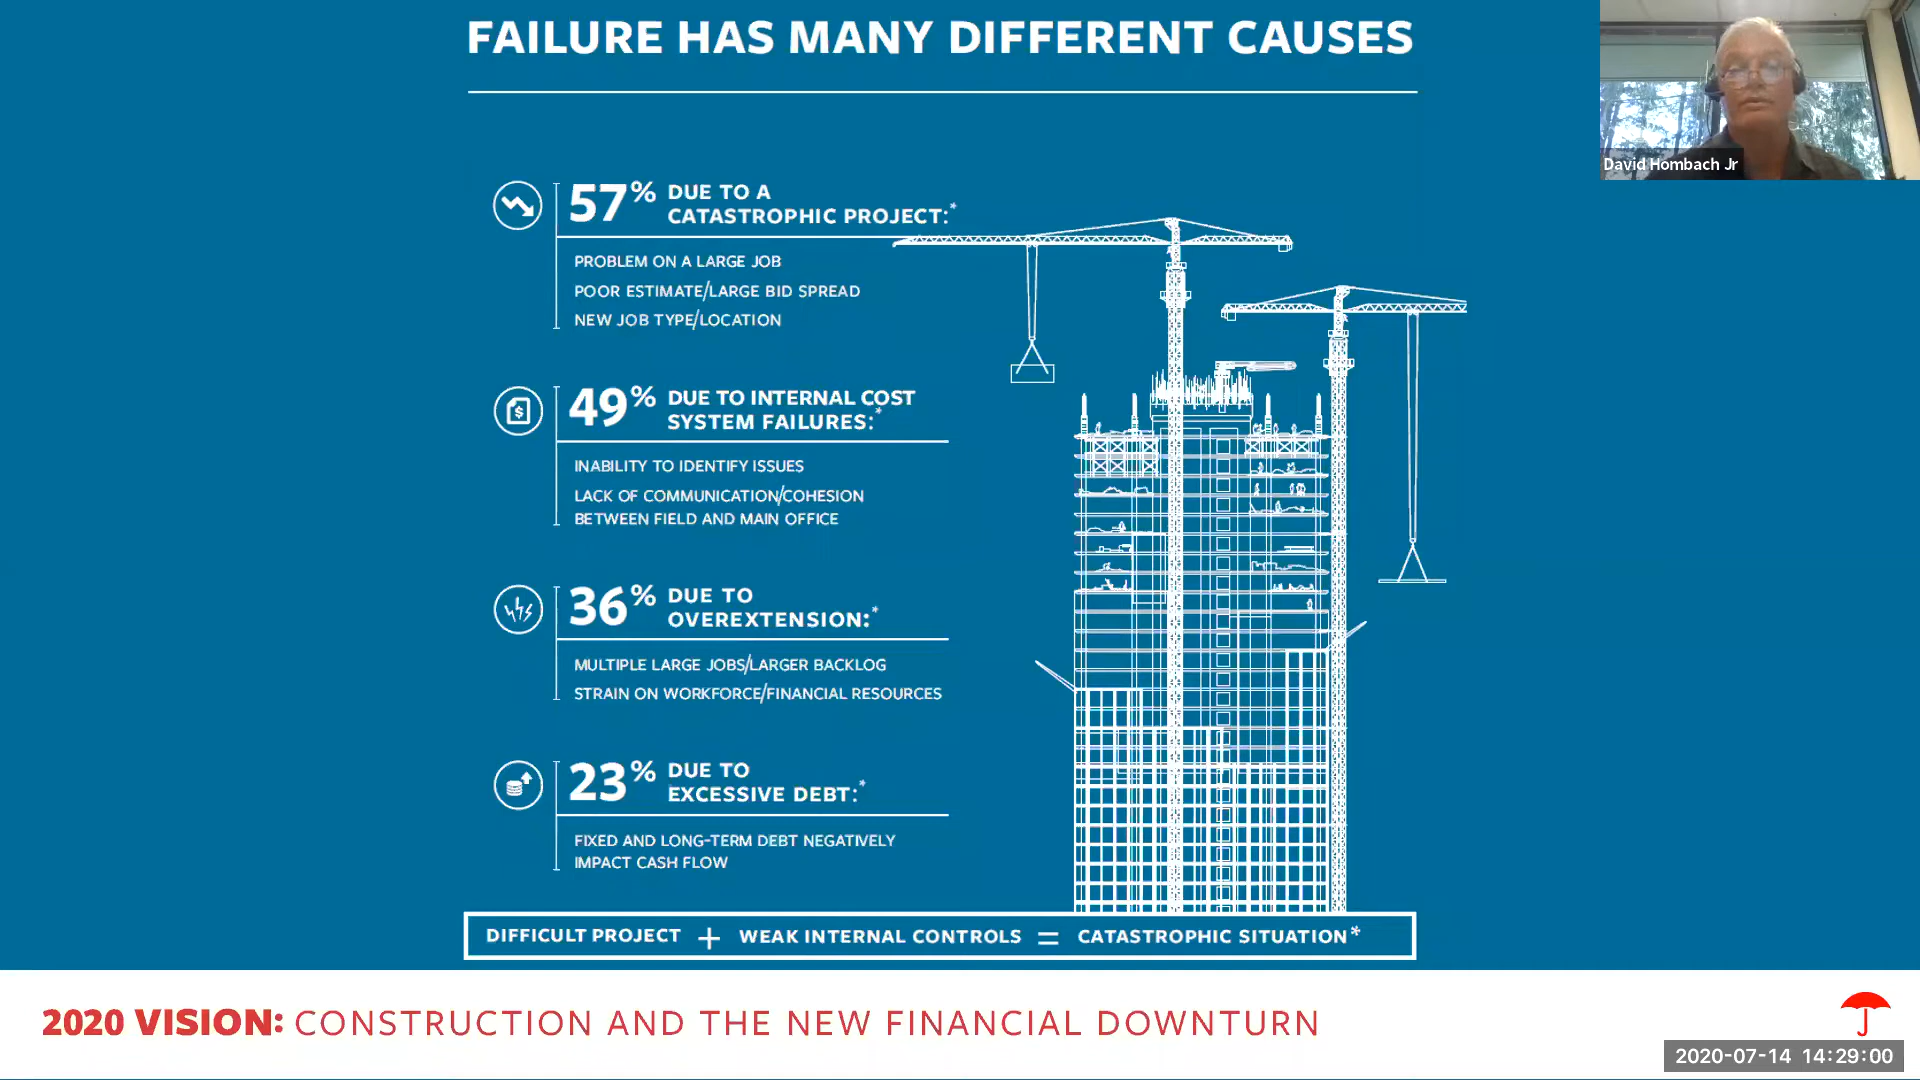 FAILURE HAS MANY DIFFERENT CAUSES
David Hombach Jr
57% DUE TO A
CATASTROPHIC PROJECT:*
PROBLEM ON A LARGE JOB
POOR ESTIMATE/LARGE BID SPREAD
NEW JOB TYPE/LOCATION
49% DUE TO INTERNAL COST
SYSTEM FAILURES:*
INABILITY TO IDENTIFY ISSUES
LACK OF COMMUNICATION/COHESION
BETWEEN FIELD AND MAIN OFFICE
36% DUE TO
OVEREXTENSION:*
MULTIPLE LARGE JOBS/LARGER BACKLOG
STRAIN ON WORKFORCE/FINANCIAL RESOURCES
23% DUE TO
EXCESSIVE DEBT:*
FIXED AND LONG-TERM DEBT NEGATIVELY
IMPACT CASH FLOW
DIFFICULT PROJECT + WEAK INTERNAL CONTROLS = CATASTROPHIC SITUATION*
2020 VISION: CONSTRUCTION AND THE NEW FINANCIAL DOWNTURN
2020-07-14 14:29:00